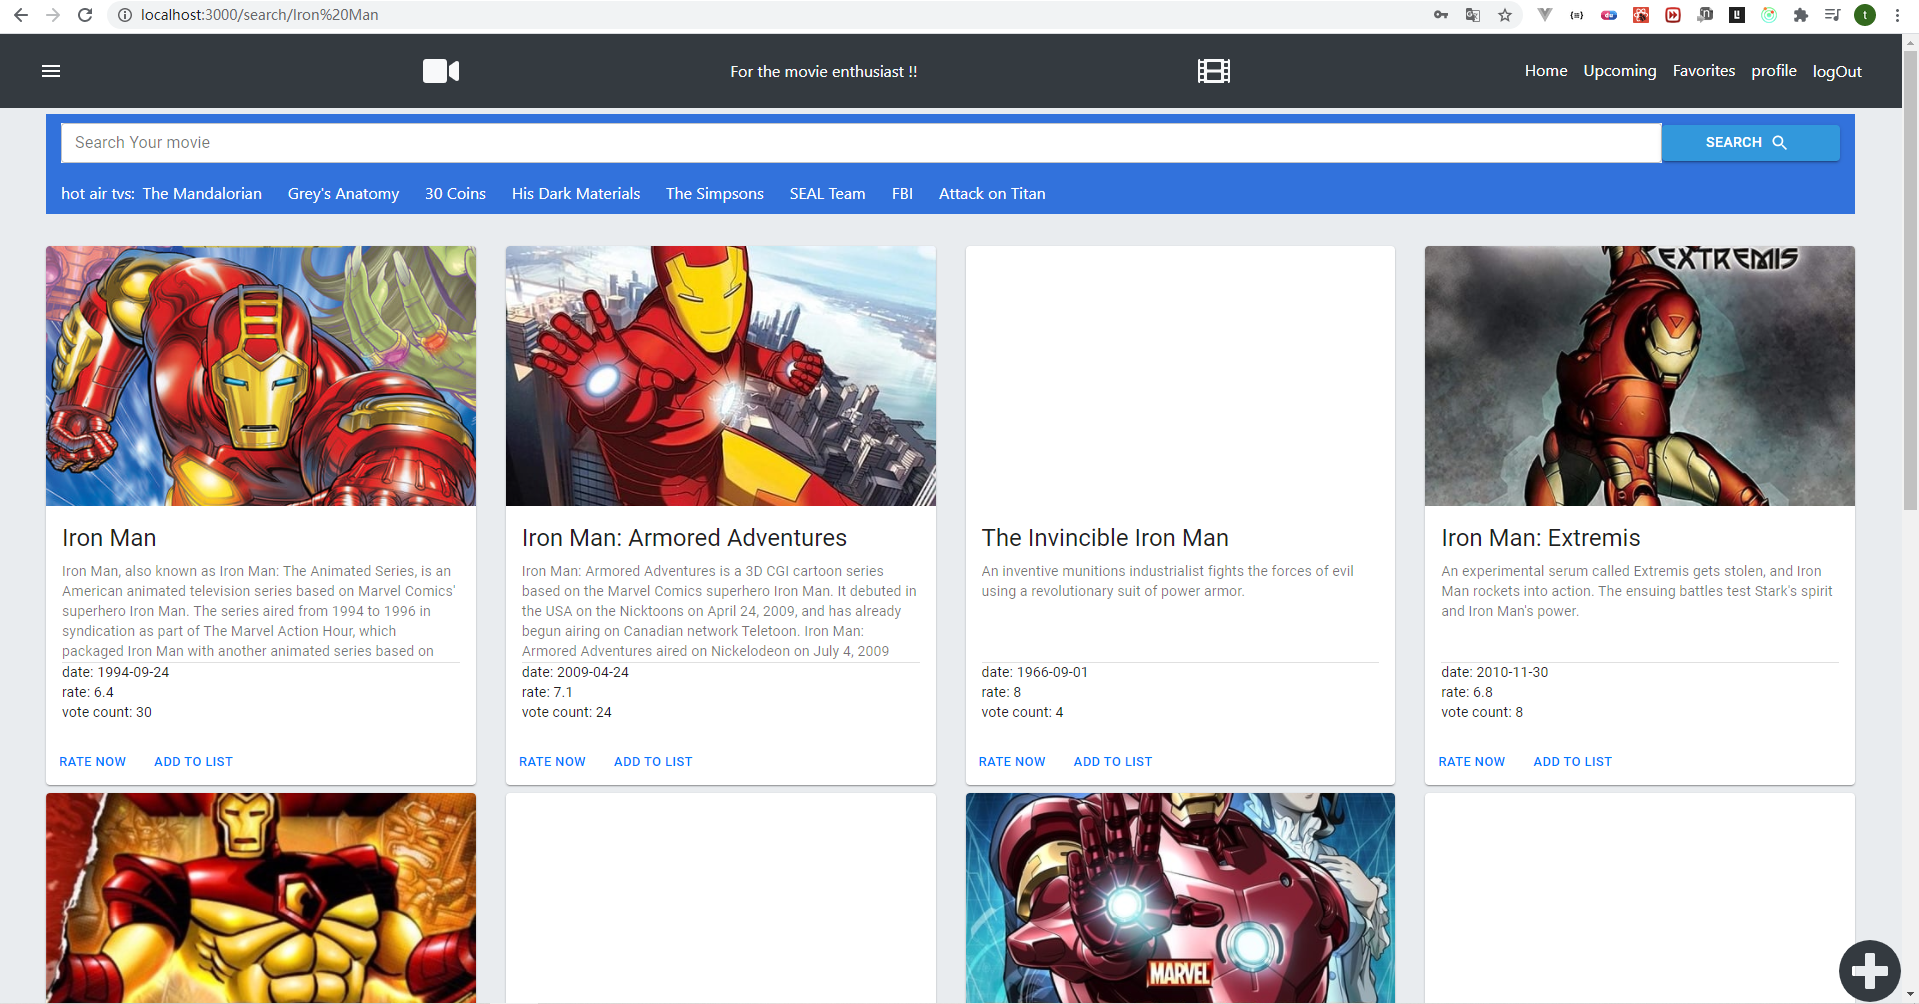 localhost:3000/search/Iron%20Man
t
For the movie enthusiast !!
Home Upcoming Favorites profile logOut
Search Your movie
SEARCH
hot air tvs: The Mandalorian Grey's Anatomy 30 Coins His Dark Materials The Simpsons SEAL Team FBI Attack on Titan
EXTREMIS
Iron Man
Iron Man, also known as Iron Man: The Animated Series, is an
American animated television series based on Marvel Comics'
superhero Iron Man. The series aired from 1994 to 1996 in
syndication as part of The Marvel Action Hour, which
packaged Iron Man with another animated series based on
date: 1994-09-24
rate: 6.4
vote count: 30
RATE NOW ADD TO LIST
Iron Man: Armored Adventures
Iron Man: Armored Adventures is a 3D CGI cartoon series
based on the Marvel Comics superhero Iron Man. It debuted in
the USA on the Nicktoons on April 24, 2009, and has already
begun airing on Canadian network Teletoon. Iron Man:
Armored Adventures aired on Nickelodeon on July 4, 2009
date: 2009-04-24
rate: 7.1
vote count: 24
RATE NOW ADD TO LIST
The Invincible Iron Man
An inventive munitions industrialist fights the forces of evil
using a revolutionary suit of power armor.
date: 1966-09-01
rate: 8
vote count: 4
RATE NOW ADD TO LIST
Iron Man: Extremis
An experimental serum called Extremis gets stolen, and Iron
Man rockets into action. The ensuing battles test Stark's spirit
and Iron Man's power.
date: 2010-11-30
rate: 6.8
vote count: 8
RATE NOW ADD TO LIST
MARVEL